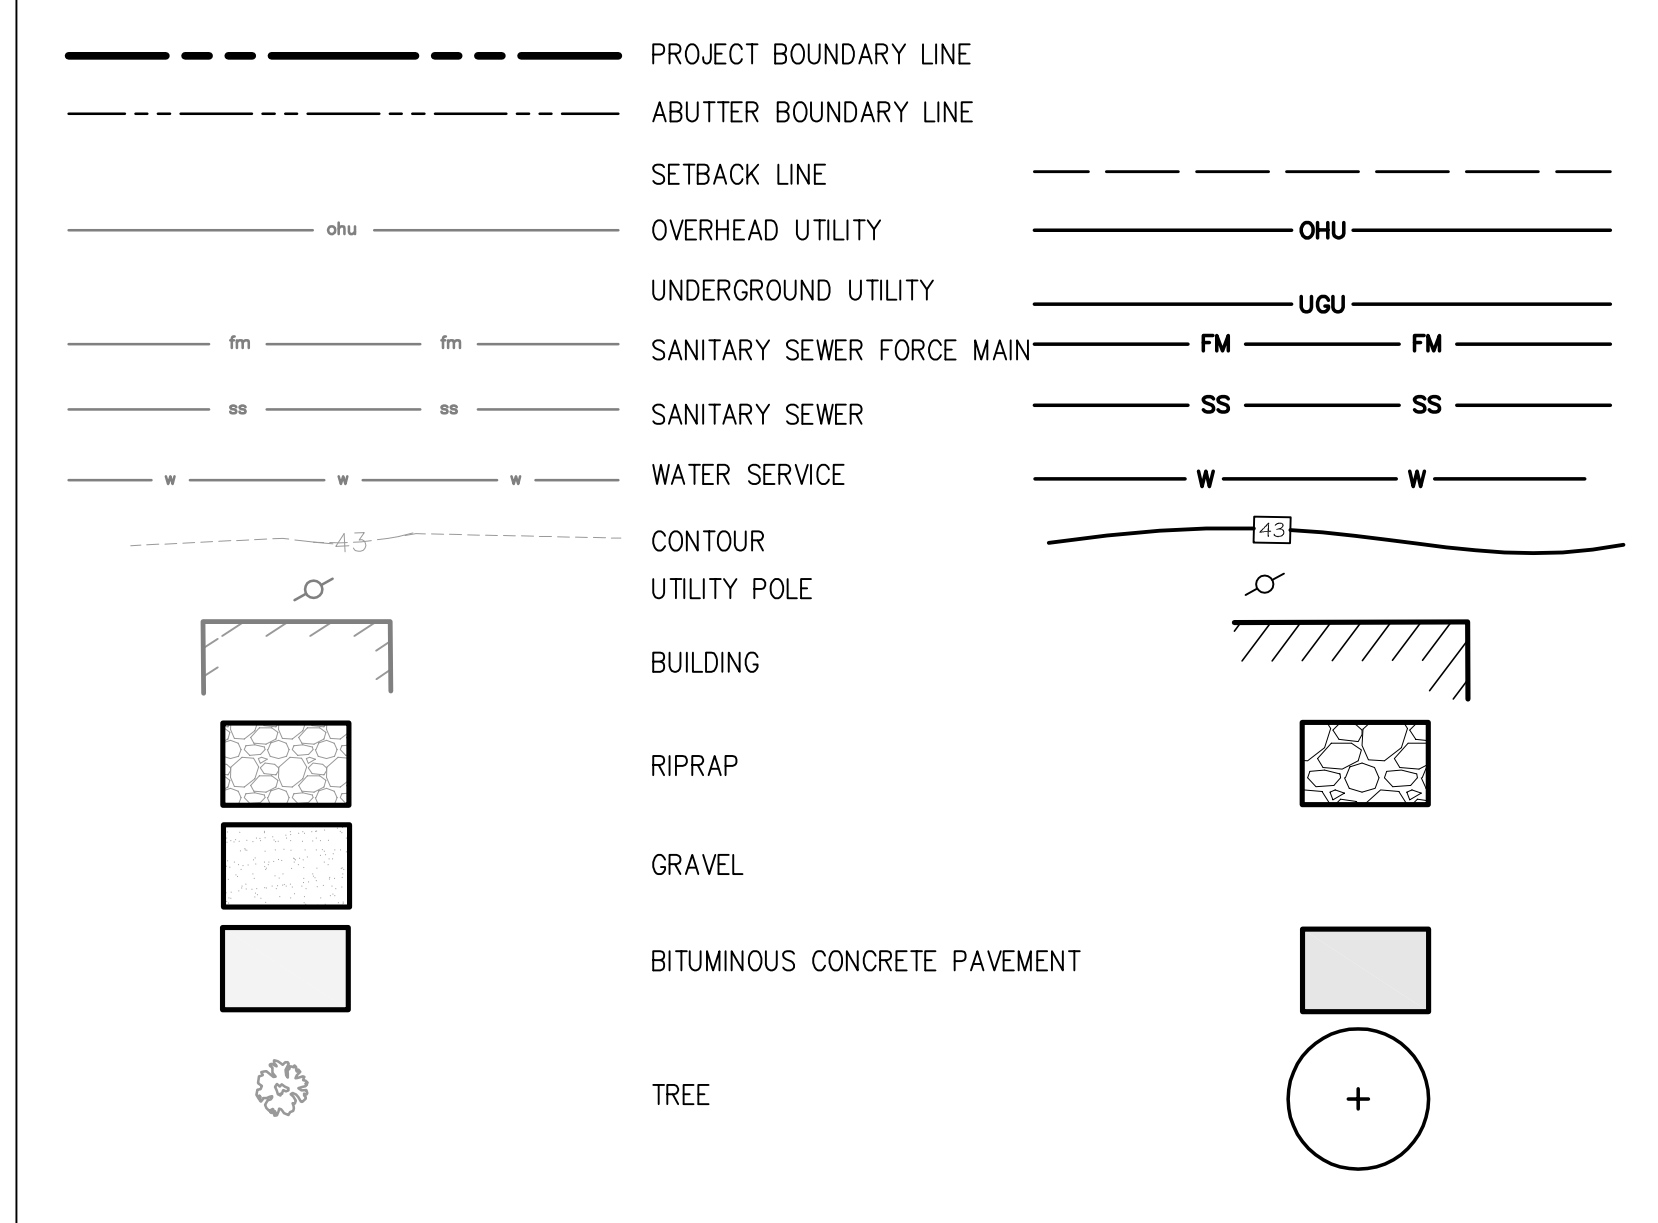 PROJECT BOUNDARY LINE
ABUTTER BOUNDARY LINE
SETBACK LINE
ohu OVERHEAD UTILITY OHU
UNDERGROUND UTILITY UGU
fm fm SANITARY SEWER FORCE MAIN FM FM
ss ss SANITARY SEWER SS SS
w w w WATER SERVICE W W
43 CONTOUR 43
UTILITY POLE
BUILDING
RIPRAP
GRAVEL
BITUMINOUS CONCRETE PAVEMENT
TREE